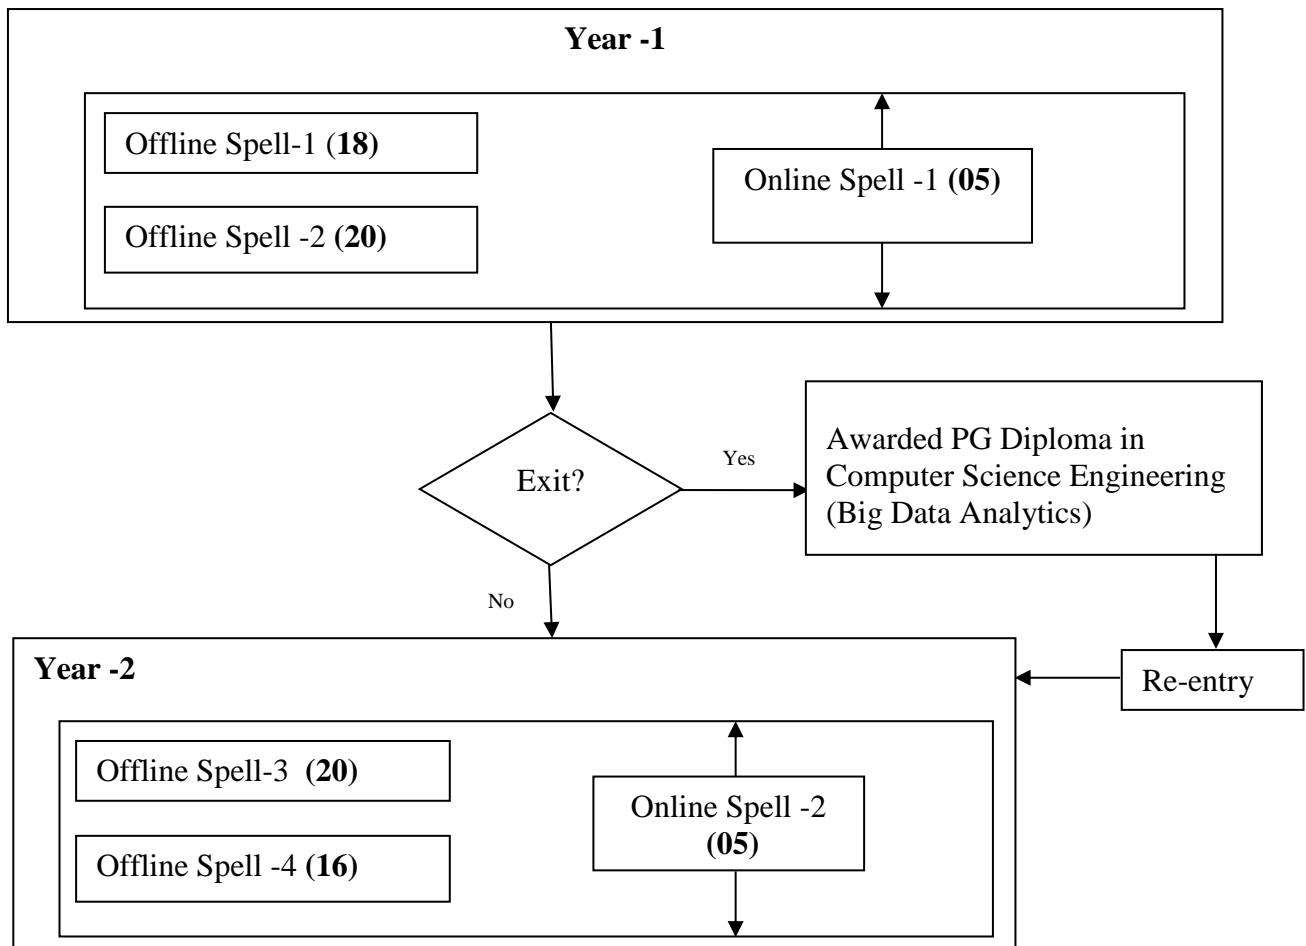 Year -1
Offline Spell-1 (18)
Online Spell -1 (05)
Offline Spell -2 (20)
Exit?
Yes
Awarded PG Diploma in
Computer Science Engineering
(Big Data Analytics)
No
Re-entry
Year -2
Offline Spell-3 (20)
Online Spell -2
(05)
Offline Spell -4 (16)